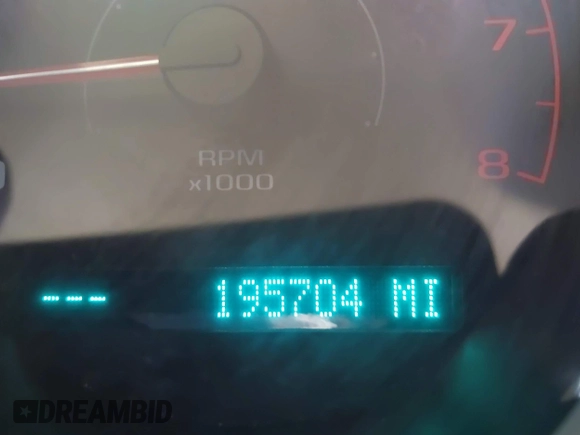 7
8
RPM
x1000
--- 195704 MI
DREAMBID